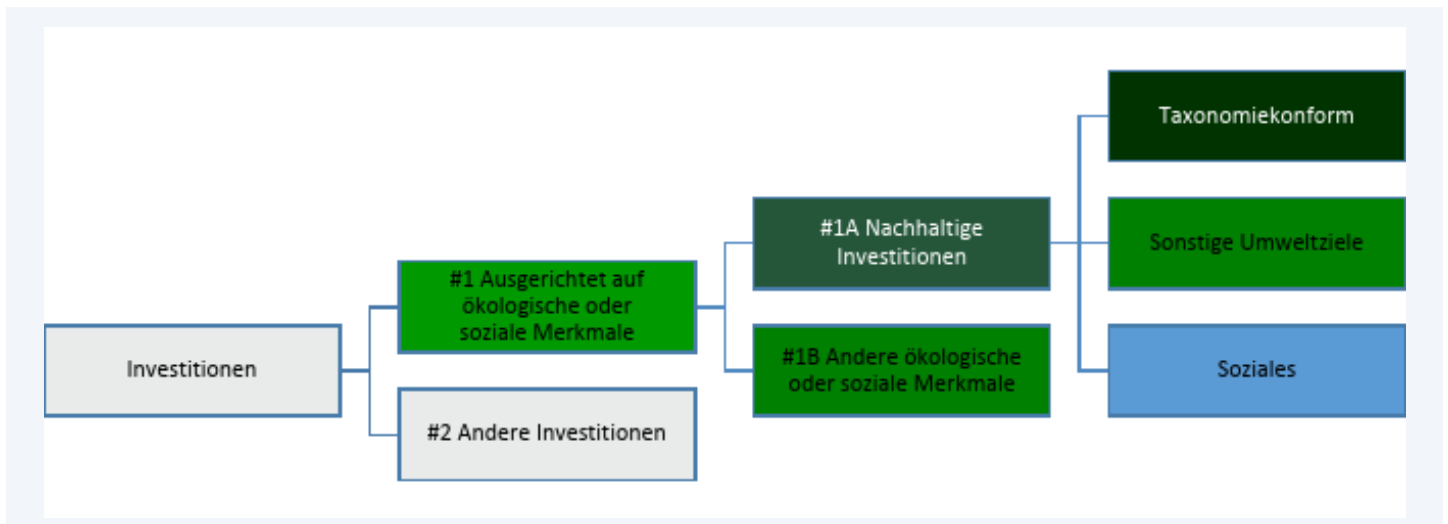 Taxonomiekonform
#1A Nachhaltige
Investitionen
Sonstige Umweltziele
#1 Ausgerichtet auf
ökologische oder
soziale Merkmale
#1B Andere ökologische
oder soziale Merkmale
Investitionen
Soziales
#2 Andere Investitionen